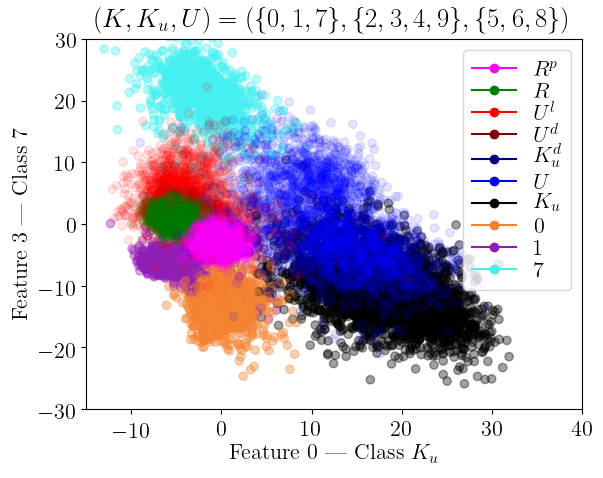 (K, K_u, U) = ({0, 1, 7}, {2, 3, 4, 9}, {5, 6, 8})
30
20
10
0
−10
−20
−30
Feature 3 — Class 7
−10
0
10
20
30
40
Feature 0 — Class K_u
R^p
R
U^l
U^d
K_u^d
U
K_u
0
1
7